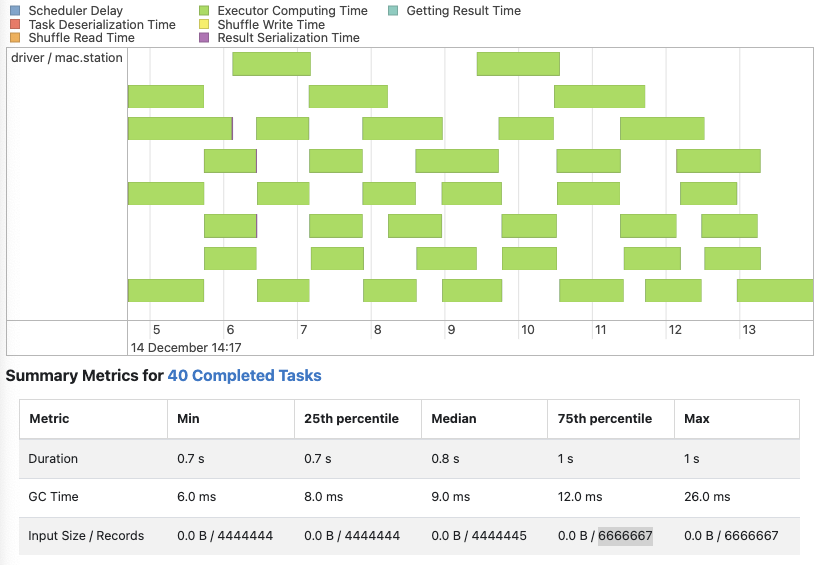 Scheduler Delay Executor Computing Time Getting Result Time
Task Deserialization Time Shuffle Write Time
Shuffle Read Time Result Serialization Time
driver / mac.station
5 6 7 8 9 10 11 12 13
14 December 14:17
Summary Metrics for 40 Completed Tasks
Metric Min 25th percentile Median 75th percentile Max
Duration 0.7 s 0.7 s 0.8 s 1 s 1 s
GC Time 6.0 ms 8.0 ms 9.0 ms 12.0 ms 26.0 ms
Input Size / Records 0.0 B / 4444444 0.0 B / 4444444 0.0 B / 4444445 0.0 B / 6666667 0.0 B / 6666667